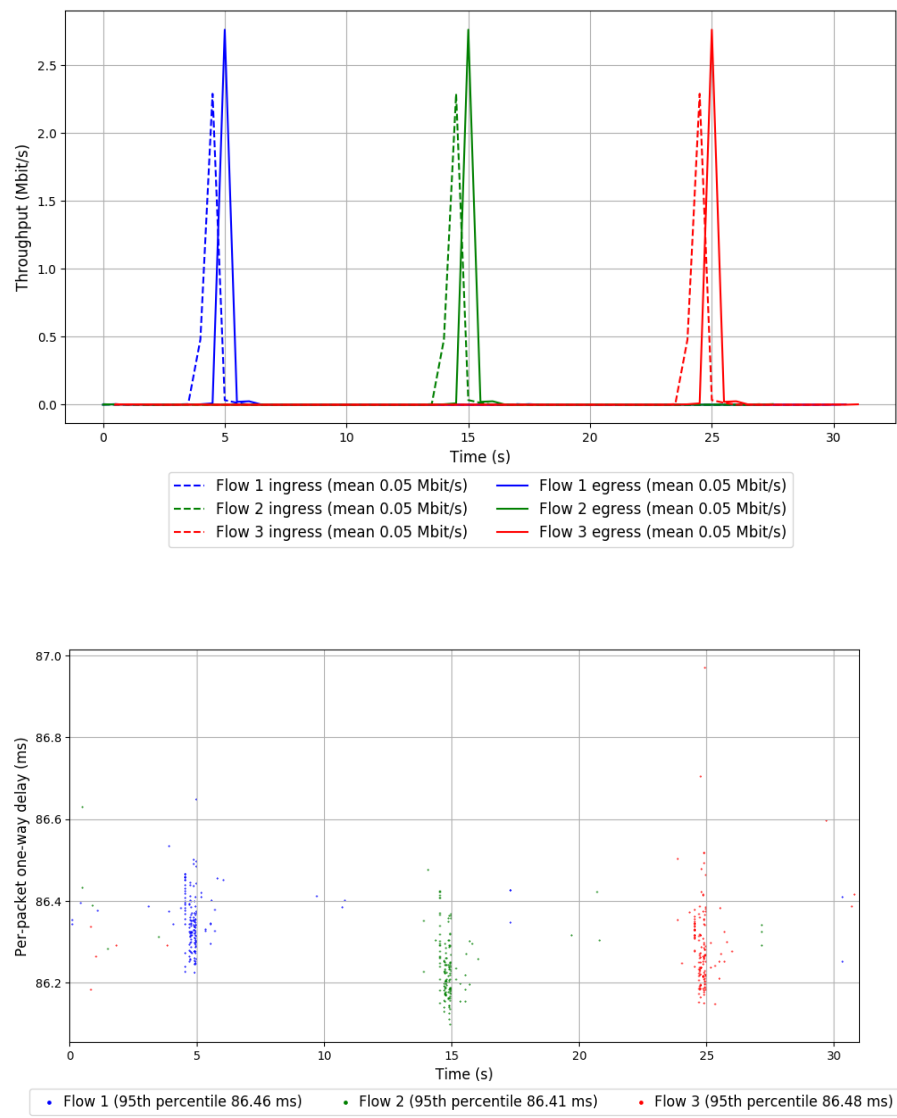 Throughput (Mbit/s)
2.5
2.0
1.5
1.0
0.5
0.0
0 5 10 15 20 25 30
Time (s)
Flow 1 ingress (mean 0.05 Mbit/s) Flow 1 egress (mean 0.05 Mbit/s)
Flow 2 ingress (mean 0.05 Mbit/s) Flow 2 egress (mean 0.05 Mbit/s)
Flow 3 ingress (mean 0.05 Mbit/s) Flow 3 egress (mean 0.05 Mbit/s)
Per-packet one-way delay (ms)
87.0
86.8
86.6
86.4
86.2
0 5 10 15 20 25 30
Time (s)
Flow 1 (95th percentile 86.46 ms) Flow 2 (95th percentile 86.41 ms) Flow 3 (95th percentile 86.48 ms)